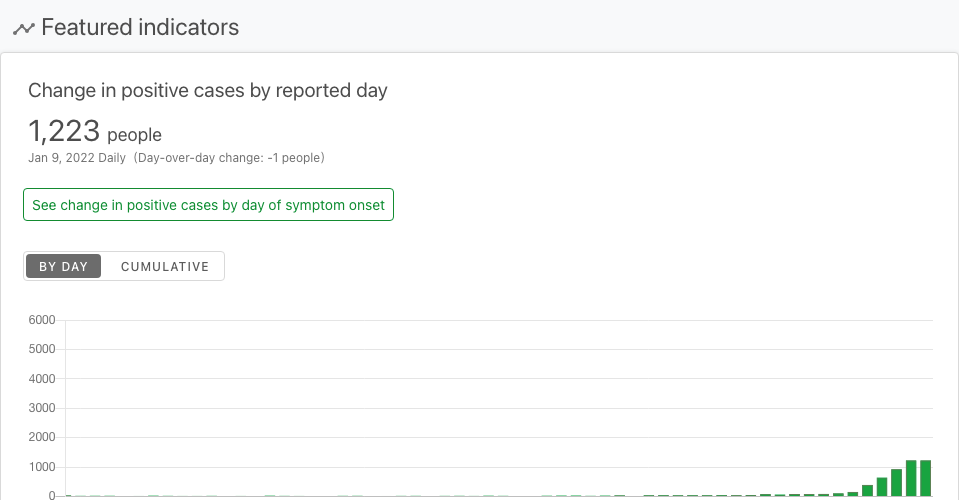 Featured indicators
Change in positive cases by reported day
1,223 people
Jan 9, 2022 Daily (Day-over-day change: -1 people)
See change in positive cases by day of symptom onset
BY DAY CUMULATIVE
6000
5000
4000
3000
2000
1000
0